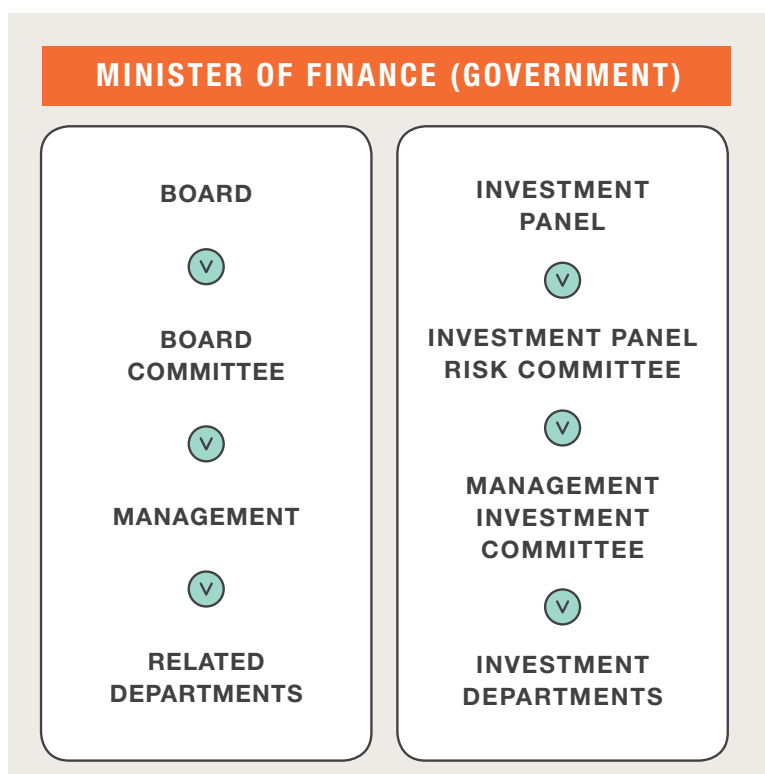 MINISTER OF FINANCE (GOVERNMENT)
BOARD
BOARD
COMMITTEE
MANAGEMENT
RELATED
DEPARTMENTS
INVESTMENT
PANEL
INVESTMENT PANEL
RISK COMMITTEE
MANAGEMENT
INVESTMENT
COMMITTEE
INVESTMENT
DEPARTMENTS